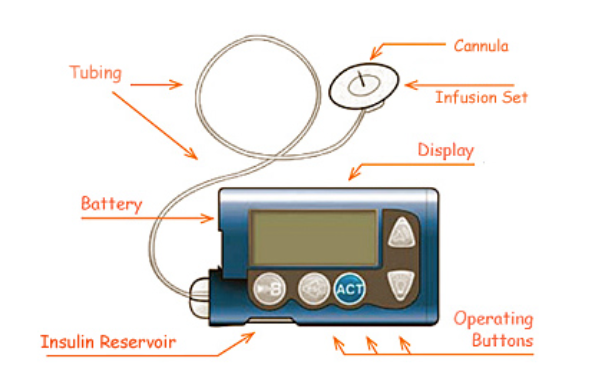 Cannula
Tubing
Infusion Set
Display
Battery
B
ACT
Operating
Buttons
Insulin Reservoir